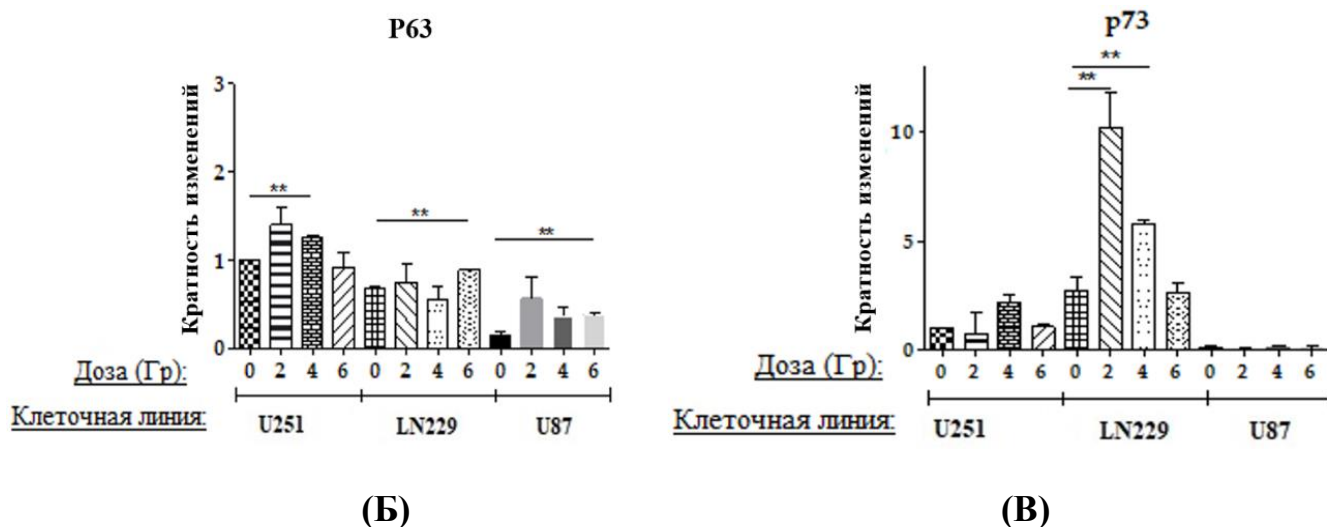 P63
Кратность изменений
3
2
1
0
**
**
**
Доза (Гр):
0 2 4 6 0 2 4 6 0 2 4 6
Клеточная линия:
U251 LN229 U87
(Б)
p73
Кратность изменений
10
5
0
**
**
Доза (Гр):
0 2 4 6 0 2 4 6 0 2 4 6
Клеточная линия:
U251 LN229 U87
(В)